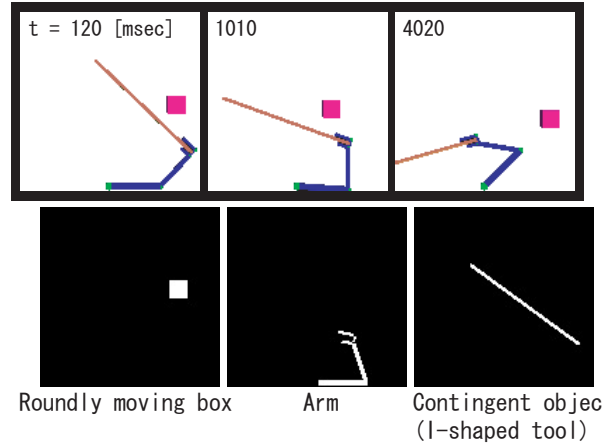 t = 120 [msec]
1010
4020
Roundly moving box
Arm
Contingent objec
(I-shaped tool)